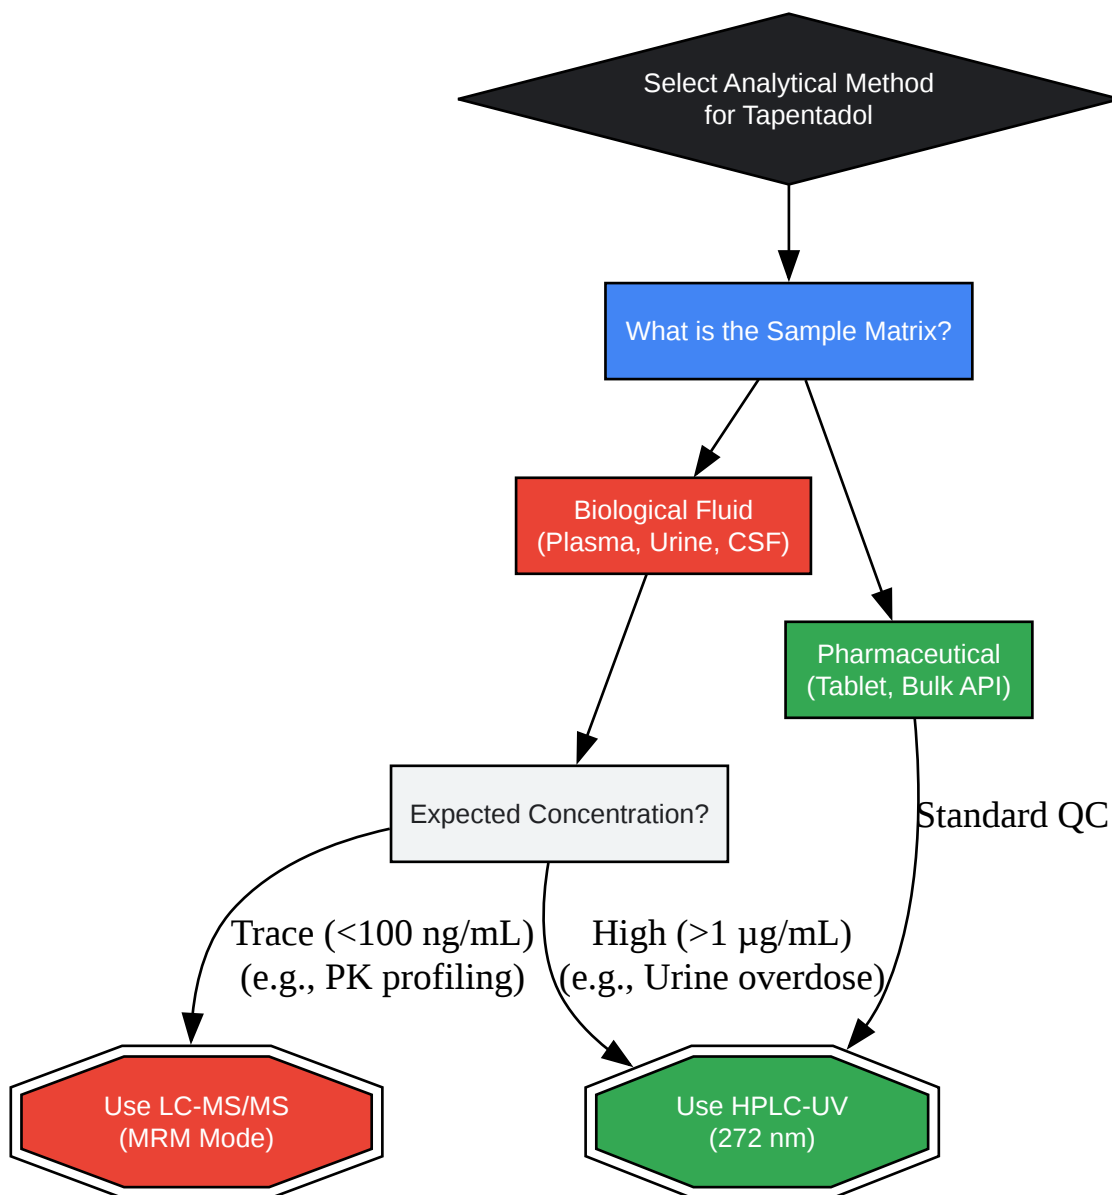 Select Analytical Method
for Tapentadol
What is the Sample Matrix?
Biological Fluid
(Plasma, Urine, CSF)
Pharmaceutical
(Tablet, Bulk API)
Expected Concentration?
Standard QC
Trace (<100 ng/mL)
(e.g., PK profiling)
High (>1 µg/mL)
(e.g., Urine overdose)
Use LC-MS/MS
(MRM Mode)
Use HPLC-UV
(272 nm)